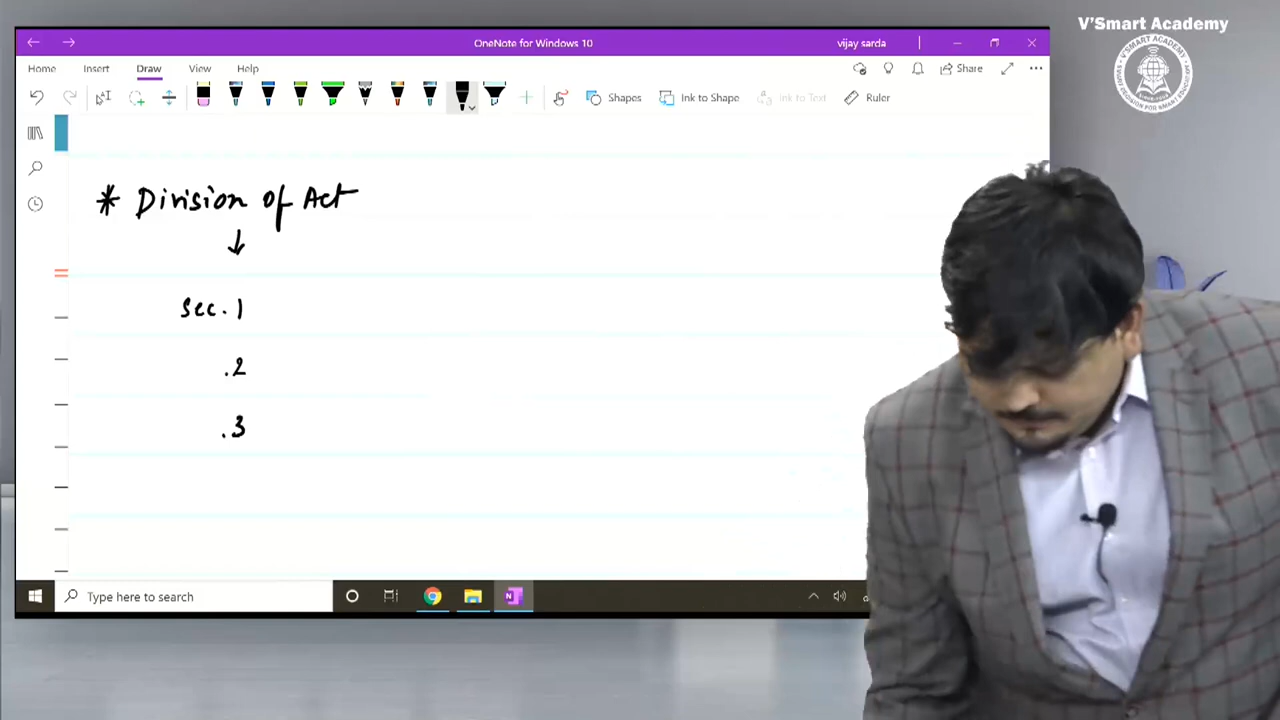 V'Smart Academy
OneNote for Windows 10
vijay sarda
Home Insert Draw View Help
Share
Shapes Ink to Shape Ink to Text Ruler
* Division of Act
↓
Sec. 1
.2
.3
Type here to search